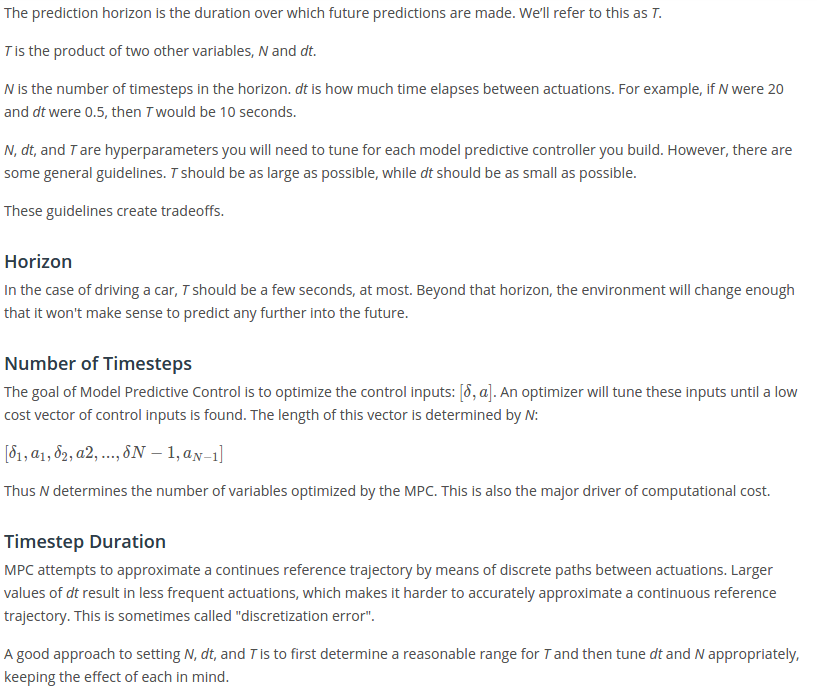 The prediction horizon is the duration over which future predictions are made. We’ll refer to this as T.
T is the product of two other variables, N and dt.
N is the number of timesteps in the horizon. dt is how much time elapses between actuations. For example, if N were 20
and dt were 0.5, then T would be 10 seconds.
N, dt, and T are hyperparameters you will need to tune for each model predictive controller you build. However, there are
some general guidelines. T should be as large as possible, while dt should be as small as possible.
These guidelines create tradeoffs.
Horizon
In the case of driving a car, T should be a few seconds, at most. Beyond that horizon, the environment will change enough
that it won't make sense to predict any further into the future.
Number of Timesteps
The goal of Model Predictive Control is to optimize the control inputs: [δ, a]. An optimizer will tune these inputs until a low
cost vector of control inputs is found. The length of this vector is determined by N:
[δ₁, a₁, δ₂, a2, ..., δN − 1, a_{N−1}]
Thus N determines the number of variables optimized by the MPC. This is also the major driver of computational cost.
Timestep Duration
MPC attempts to approximate a continues reference trajectory by means of discrete paths between actuations. Larger
values of dt result in less frequent actuations, which makes it harder to accurately approximate a continuous reference
trajectory. This is sometimes called "discretization error".
A good approach to setting N, dt, and T is to first determine a reasonable range for T and then tune dt and N appropriately,
keeping the effect of each in mind.